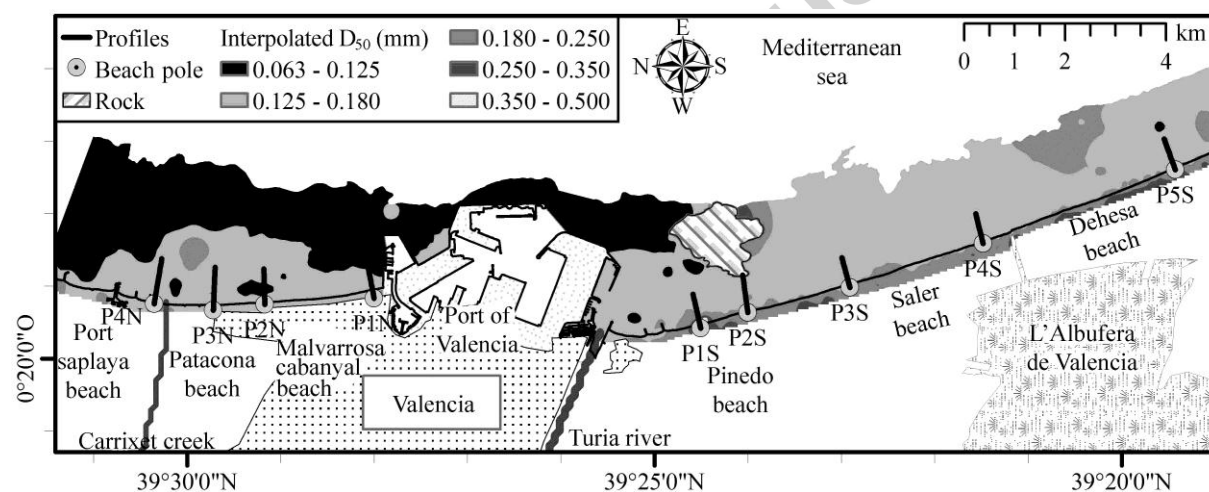 Profiles
Beach pole
Rock
Interpolated D₅₀ (mm)
0.063 - 0.125
0.125 - 0.180
0.180 - 0.250
0.250 - 0.350
0.350 - 0.500
E
N
S
W
Mediterranean
sea
km
0 1 2 4
P4N
P3N
P2N
P1N
P1S
P2S
P3S
P4S
P5S
Port
saplaya
beach
Patacona
beach
Malvarrosa
cabanyal
beach
Port of
Valencia
Pinedo
beach
Saler
beach
Dehesa
beach
L'Albufera
de Valencia
Valencia
Carrixet creek
Turia river
0°20'0"O
39°30'0"N
39°25'0"N
39°20'0"N